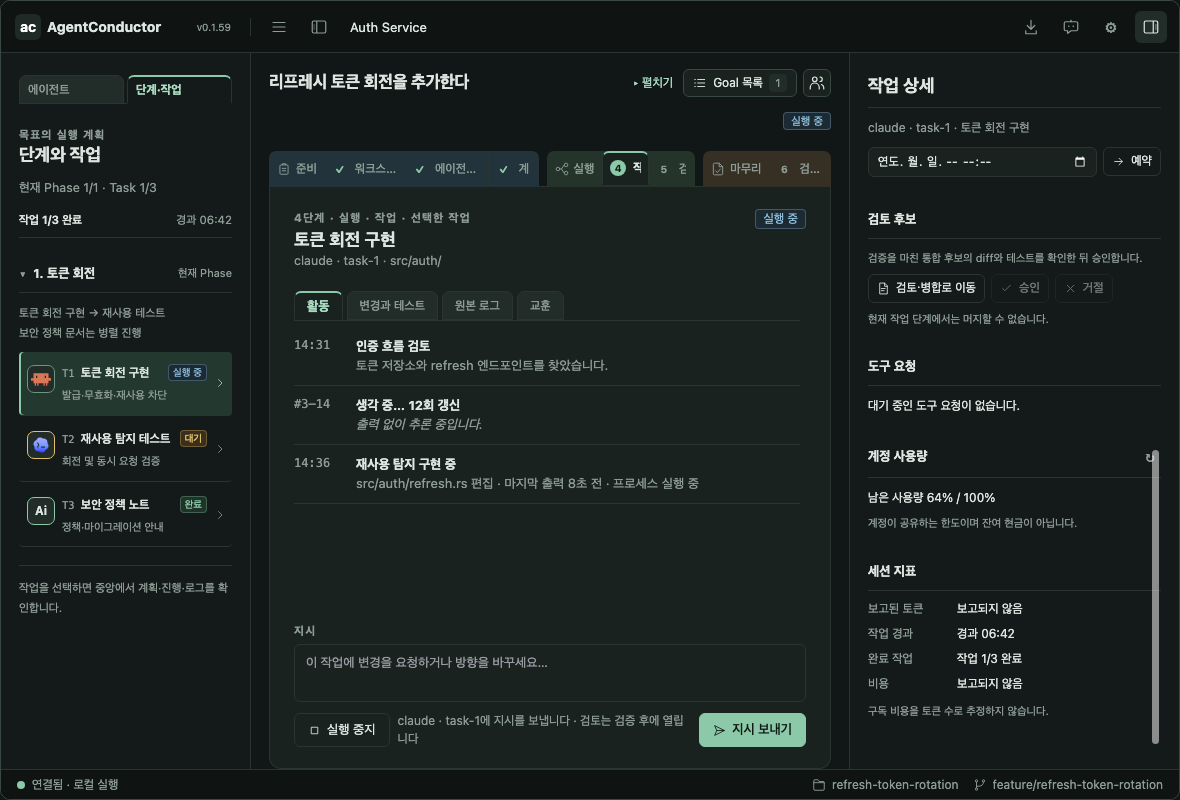 ac AgentConductor v0.1.59 Auth Service
에이전트 단계·작업
목표의 실행 계획
단계와 작업
현재 Phase 1/1 · Task 1/3
작업 1/3 완료 경과 06:42
1. 토큰 회전 현재 Phase
토큰 회전 구현 → 재사용 테스트
보안 정책 문서는 병렬 진행
T1 토큰 회전 구현 실행 중
발급·무효화·재사용 차단
T2 재사용 탐지 테스트 대기
회전 및 동시 요청 검증
Ai T3 보안 정책 노트 완료
정책·마이그레이션 안내
작업을 선택하면 중앙에서 계획·진행·로그를 확
인합니다.
리프레시 토큰 회전을 추가한다 펼치기 Goal 목록 1
실행 중
준비 워크스... 에이전... 계 실행 4 작 5 검 마무리 6 검...
4단계 · 실행 · 작업 · 선택한 작업 실행 중
토큰 회전 구현
claude · task-1 · src/auth/
활동 변경과 테스트 원본 로그 교훈
14:31 인증 흐름 검토
토큰 저장소와 refresh 엔드포인트를 찾았습니다.
#3–14 생각 중... 12회 갱신
출력 없이 추론 중입니다.
14:36 재사용 탐지 구현 중
src/auth/refresh.rs 편집 · 마지막 출력 8초 전 · 프로세스 실행 중
지시
이 작업에 변경을 요청하거나 방향을 바꾸세요...
실행 중지 claude · task-1에 지시를 보냅니다 · 검토는 검증 후에 열립
니다
지시 보내기
작업 상세
claude · task-1 · 토큰 회전 구현
연도. 월. 일. -- --:-- → 예약
검토 후보
검증을 마친 통합 후보의 diff와 테스트를 확인한 뒤 승인합니다.
검토·병합로 이동 승인 거절
현재 작업 단계에서는 머지할 수 없습니다.
도구 요청
대기 중인 도구 요청이 없습니다.
계정 사용량
남은 사용량 64% / 100%
계정이 공유하는 한도이며 잔여 현금이 아닙니다.
세션 지표
보고된 토큰 보고되지 않음
작업 경과 경과 06:42
완료 작업 작업 1/3 완료
비용 보고되지 않음
구독 비용을 토큰 수로 추정하지 않습니다.
연결됨 · 로컬 실행 refresh-token-rotation feature/refresh-token-rotation